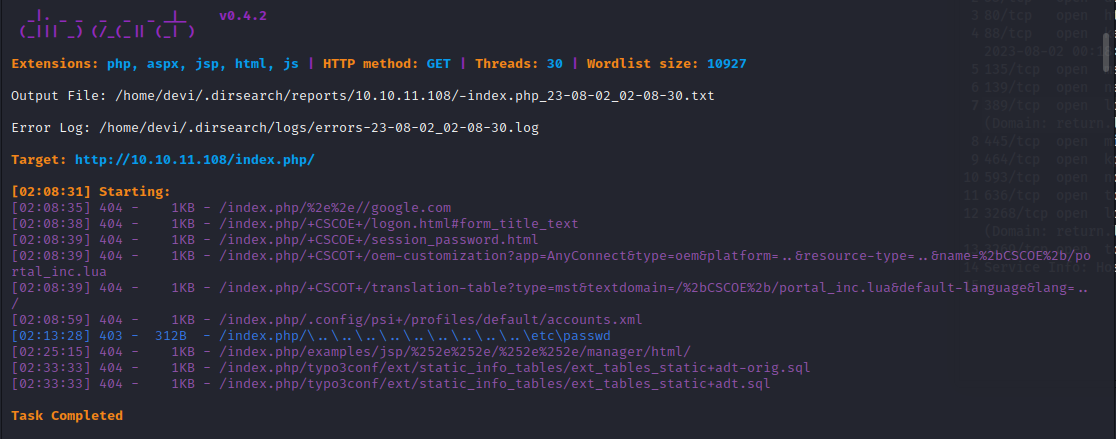 v0.4.2
Extensions: php, aspx, jsp, html, js | HTTP method: GET | Threads: 30 | Wordlist size: 10927
Output File: /home/devi/.dirsearch/reports/10.10.11.108/-index.php_23-08-02_02-08-30.txt
Error Log: /home/devi/.dirsearch/logs/errors-23-08-02_02-08-30.log
Target: http://10.10.11.108/index.php/
[02:08:31] Starting:
[02:08:35] 404 -    1KB - /index.php/%2e%2e//google.com
[02:08:38] 404 -    1KB - /index.php/+CSCOE+/logon.html#form_title_text
[02:08:39] 404 -    1KB - /index.php/+CSCOE+/session_password.html
[02:08:39] 404 -    1KB - /index.php/+CSCOT+/oem-customization?app=AnyConnect&type=oem&platform=..&resource-type=..&name=%2bCSCOE%2b/po
rtal_inc.lua
[02:08:39] 404 -    1KB - /index.php/+CSCOT+/translation-table?type=mst&textdomain=/%2bCSCOE%2b/portal_inc.lua&default-language&lang=..
/
[02:08:59] 404 -    1KB - /index.php/.config/psi+/profiles/default/accounts.xml
[02:13:28] 403 -  312B  - /index.php/\..\..\..\..\..\..\..\..\..\etc\passwd
[02:25:15] 404 -    1KB - /index.php/examples/jsp/%252e%252e/%252e%252e/manager/html/
[02:33:33] 404 -    1KB - /index.php/typo3conf/ext/static_info_tables/ext_tables_static+adt-orig.sql
[02:33:33] 404 -    1KB - /index.php/typo3conf/ext/static_info_tables/ext_tables_static+adt.sql
Task Completed
3 80/tcp open
4 88/tcp open
2023-08-02 00:1
5 135/tcp open
6 139/tcp open
7 389/tcp open
(Domain: return.
8 445/tcp open
9 464/tcp open
10 593/tcp open
11 636/tcp open
12 3268/tcp open
(Domain: return.
14 Service Info: